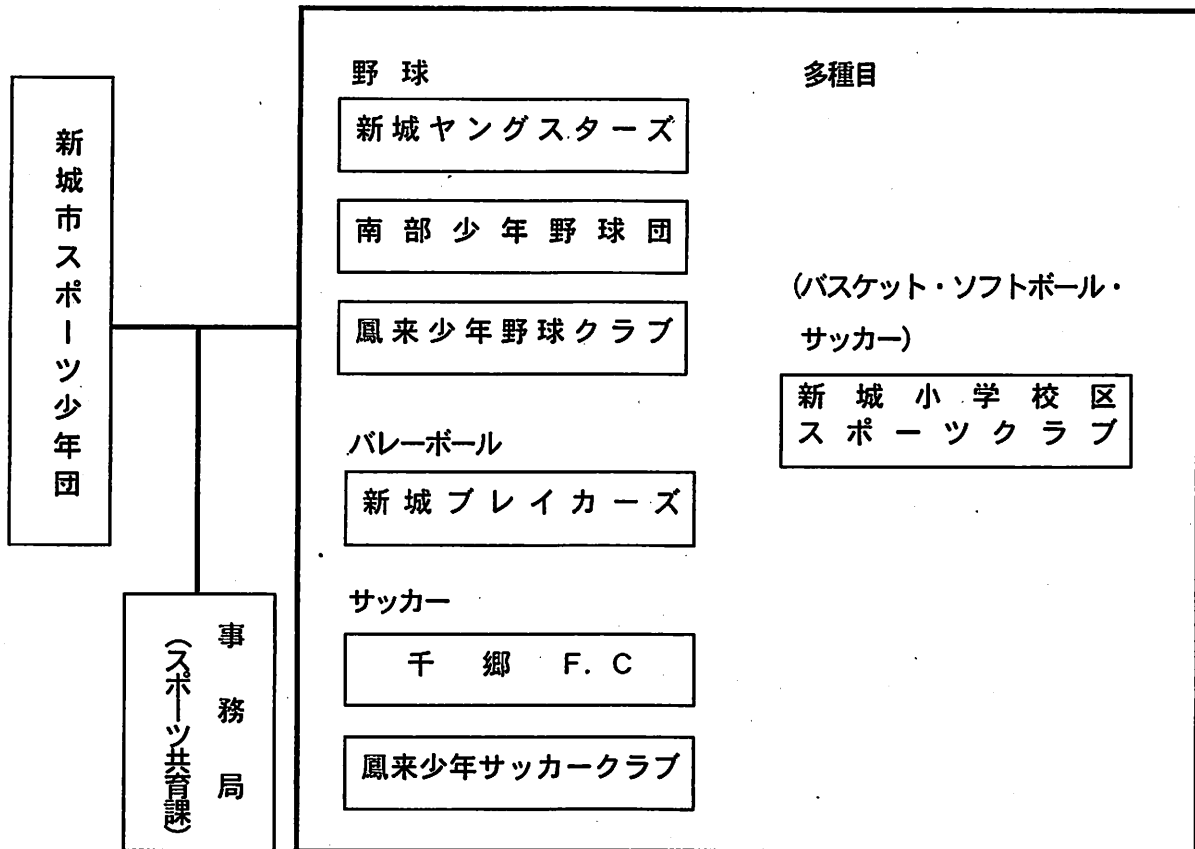 新城市スポーツ少年団
事務局
(スポーツ共育課)
野球
新城ヤングスターズ
南部少年野球団
鳳来少年野球クラブ
バレーボール
新城ブレイカーズ
サッカー
千郷 F.C
鳳来少年サッカークラブ
多種目
(バスケット・ソフトボール・
サッカー)
新城小学校区
スポーツクラブ